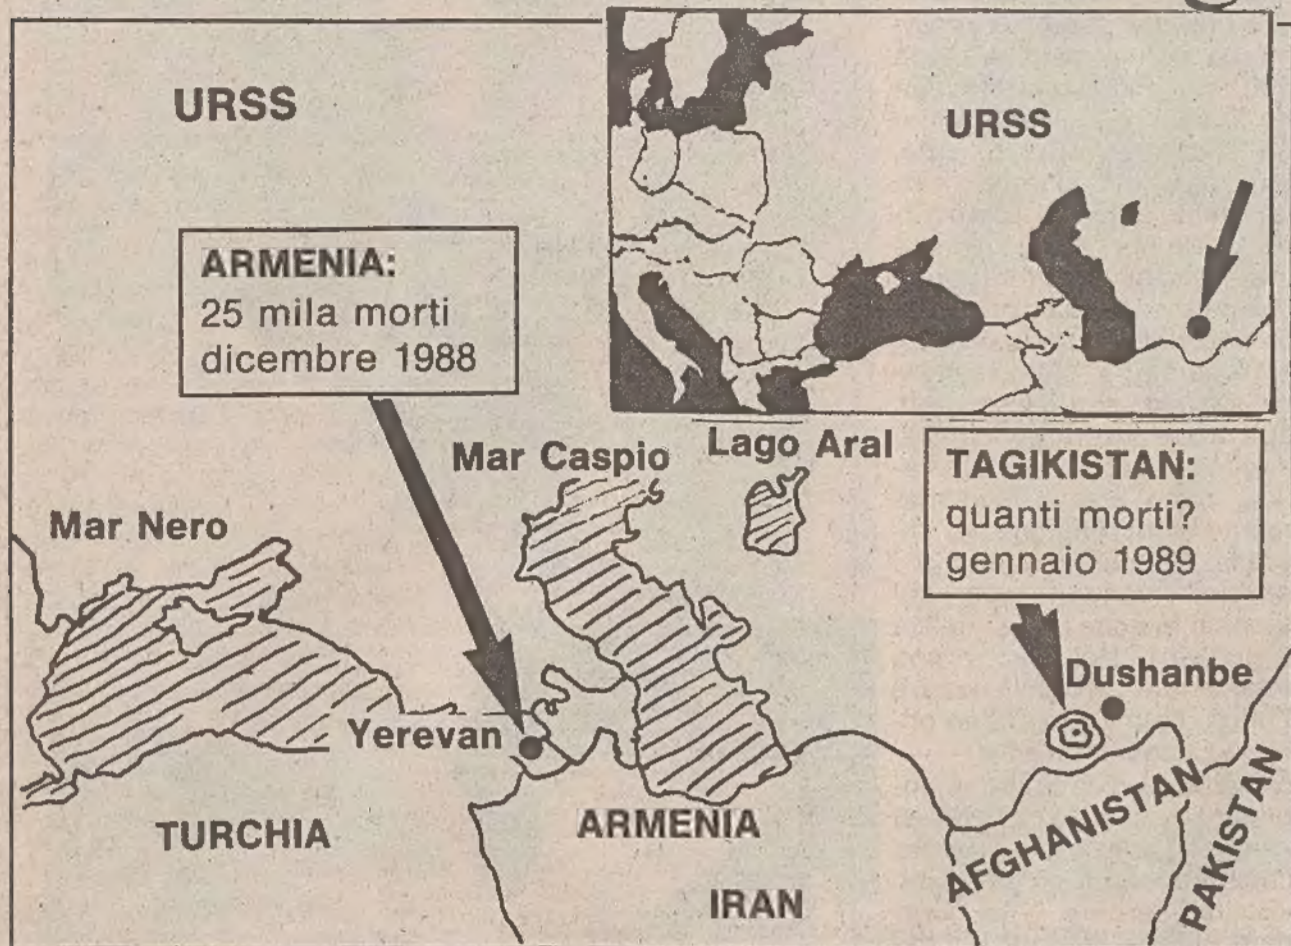 URSS
URSS
ARMENIA:
25 mila morti
dicembre 1988
Mar Caspio
Lago Aral
TAGIKISTAN:
quanti morti?
gennaio 1989
Mar Nero
Dushanbe
Yerevan
TURCHIA
ARMENIA
AFGHANISTAN
PAKISTAN
IRAN